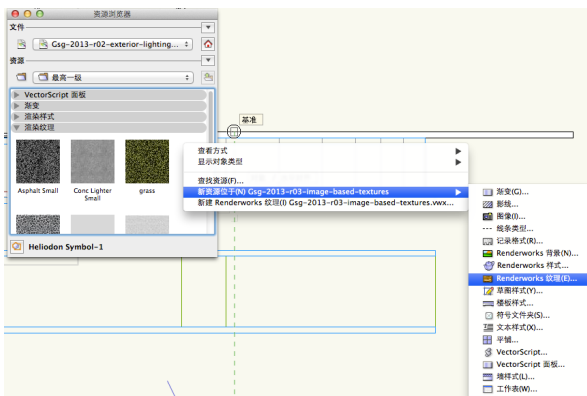 资源浏览器
文件
Gsg-2013-r02-exterior-lighting...
资源
最高一级
VectorScript 面板
渐变
渲染样式
渲染纹理
Asphalt Small
Conc Lighter Small
grass
Heliodon Symbol-1
基准
查看方式
显示对象类型
查找资源(F)...
新资源位于(N) Gsg-2013-r03-image-based-textures
新建 Renderworks 纹理(I) Gsg-2013-r03-image-based-textures.vwx...
渐变(G)...
影线...
图像(I)...
线条类型...
记录格式(R)...
Renderworks 背景(N)...
Renderworks 样式...
Renderworks 纹理(E)...
草图样式(Y)...
楼板样式...
符号文件夹(S)...
文本样式(X)...
平铺...
VectorScript...
VectorScript 面板...
墙样式(L)...
工作表(W)...